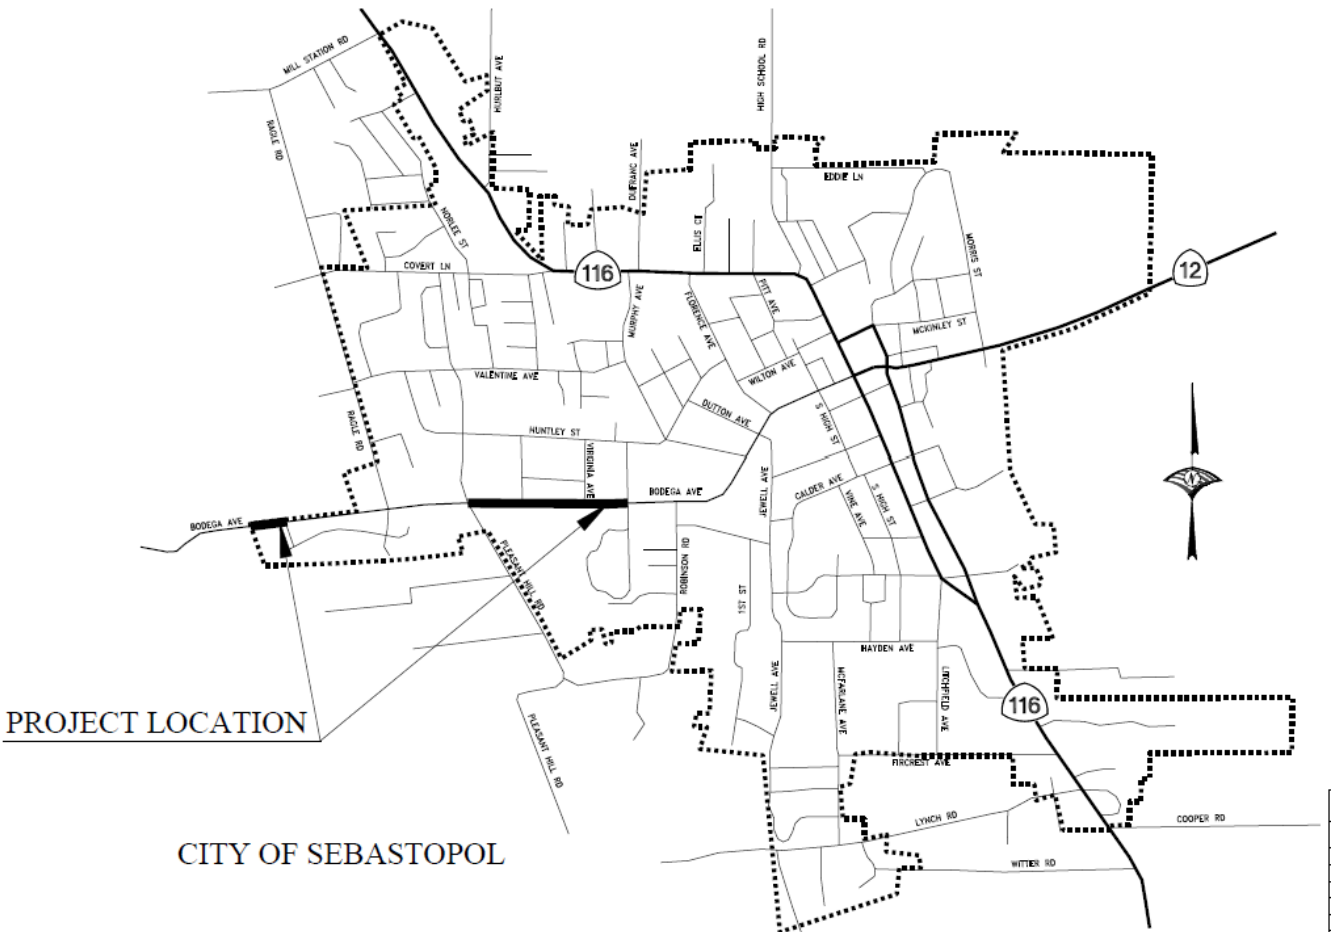 MILL STATION RD
HURLBUT AVE
HIGH SCHOOL RD
RAGLE RD
DUFRANC AVE
EDDIE LN
NORLEE ST
ELLIS CT
MORRIS ST
COVERT LN
116
12
PITT AVE
MURPHY AVE
FLORENCE AVE
MCKINLEY ST
WILTON AVE
VALENTINE AVE
DUTTON AVE
S HIGH ST
RAGLE RD
HUNTLEY ST
VIRGINIA AVE
JEWELL AVE
CALDER AVE
BODEGA AVE
VINE AVE
S HIGH ST
BODEGA AVE
PLEASANT HILL RD
ROBINSON RD
1ST ST
HAYDEN AVE
JEWELL AVE
MCFARLANE AVE
LITCHFIELD AVE
116
PROJECT LOCATION
PLEASANT HILL RD
FIRCREST AVE
LYNCH RD
COOPER RD
CITY OF SEBASTOPOL
WITTER RD